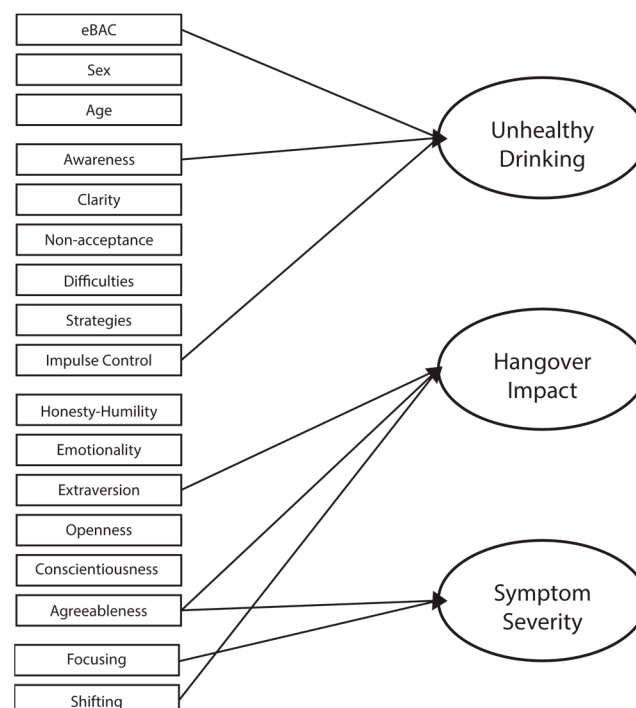 eBAC
Sex
Age
Awareness
Clarity
Non-acceptance
Difficulties
Strategies
Impulse Control
Honesty-Humility
Emotionality
Extraversion
Openness
Conscientiousness
Agreeableness
Focusing
Shifting
Unhealthy
Drinking
Hangover
Impact
Symptom
Severity